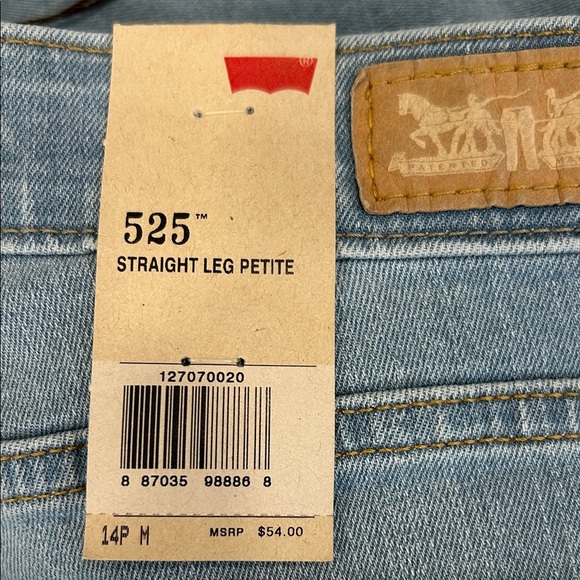 ®
525™
STRAIGHT LEG PETITE
127070020
8 87035 98886 8
14P M MSRP $54.00
PATENTED